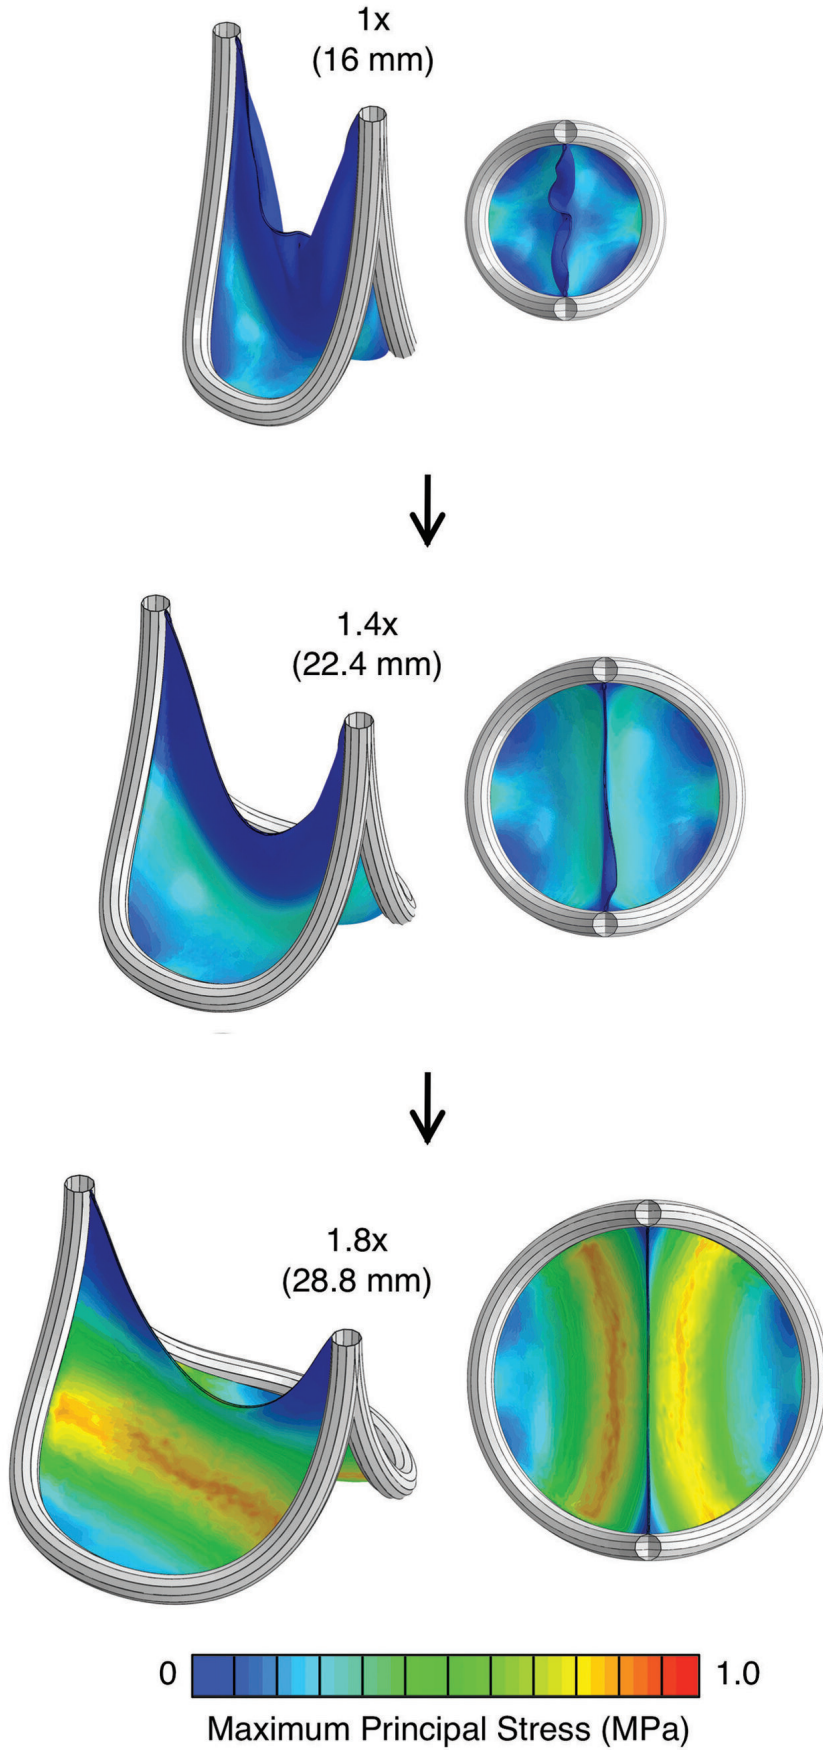 1x
(16 mm)
1.4x
(22.4 mm)
1.8x
(28.8 mm)
0 1.0
Maximum Principal Stress (MPa)